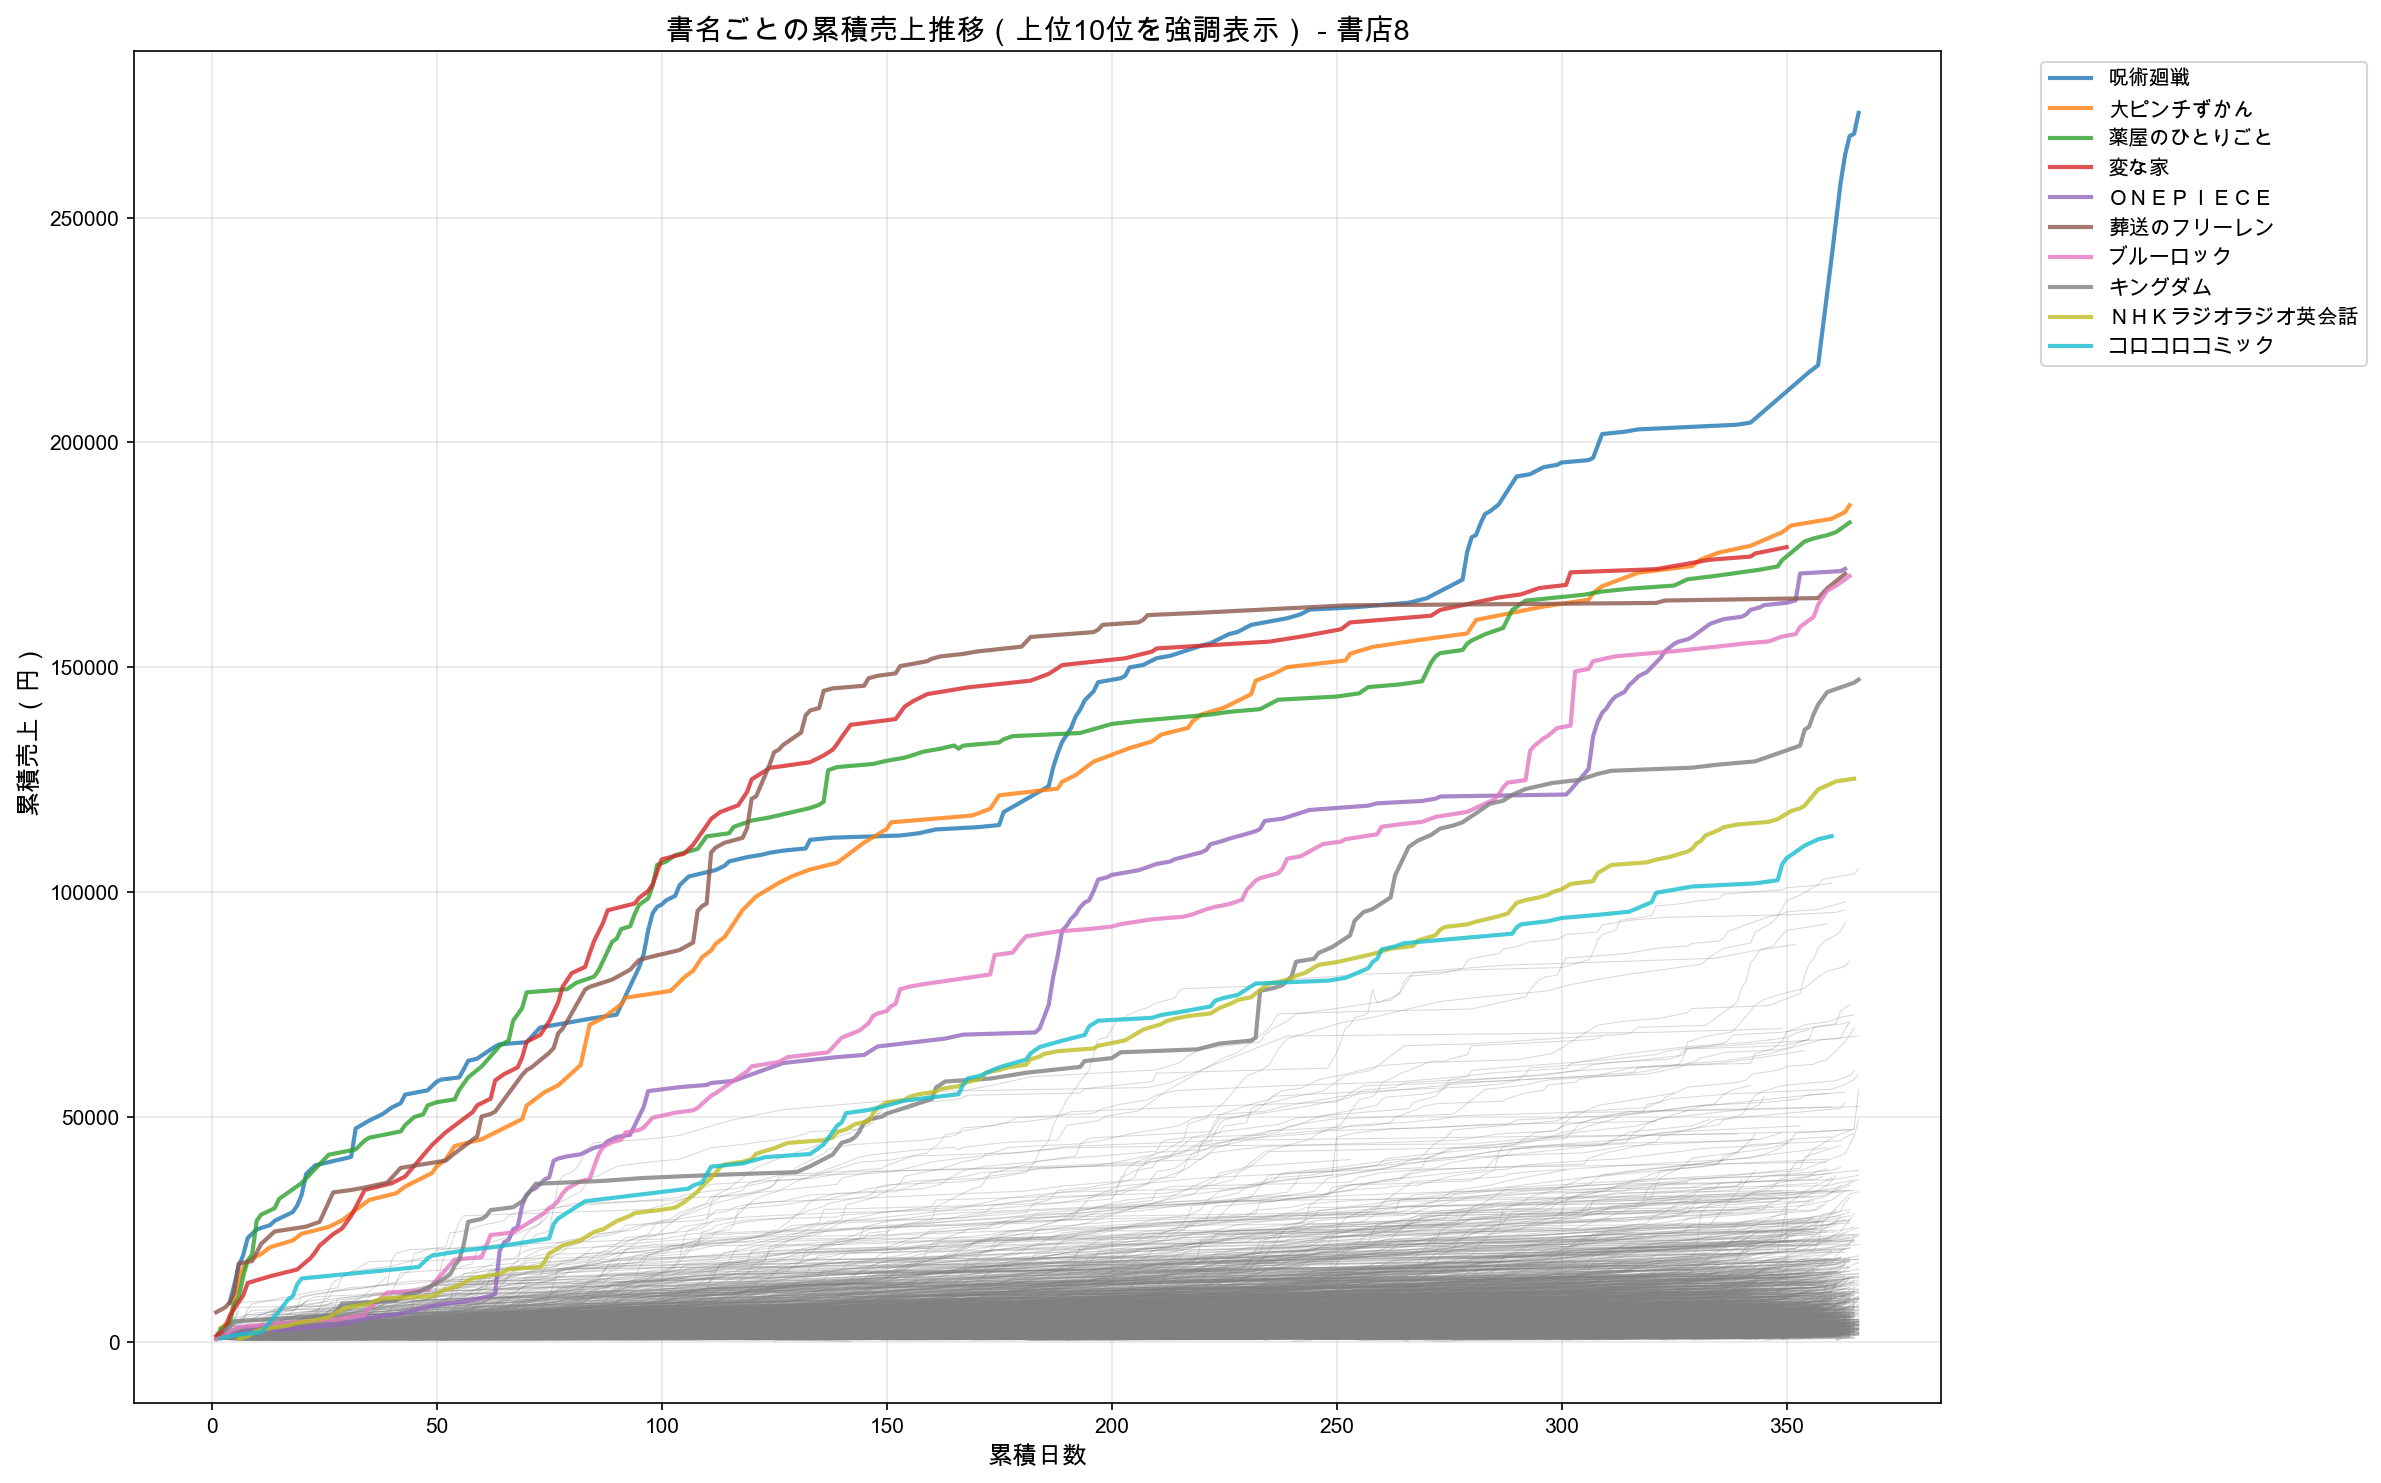 書名ごとの累積売上推移（上位10位を強調表示） - 書店8
呪術廻戦
大ピンチずかん
薬屋のひとりごと
変な家
ＯＮＥＰＩＥＣＥ
葬送のフリーレン
ブルーロック
キングダム
ＮＨＫラジオラジオ英会話
コロコロコミック
累積売上（円）
250000
200000
150000
100000
50000
0
0 50 100 150 200 250 300 350
累積日数